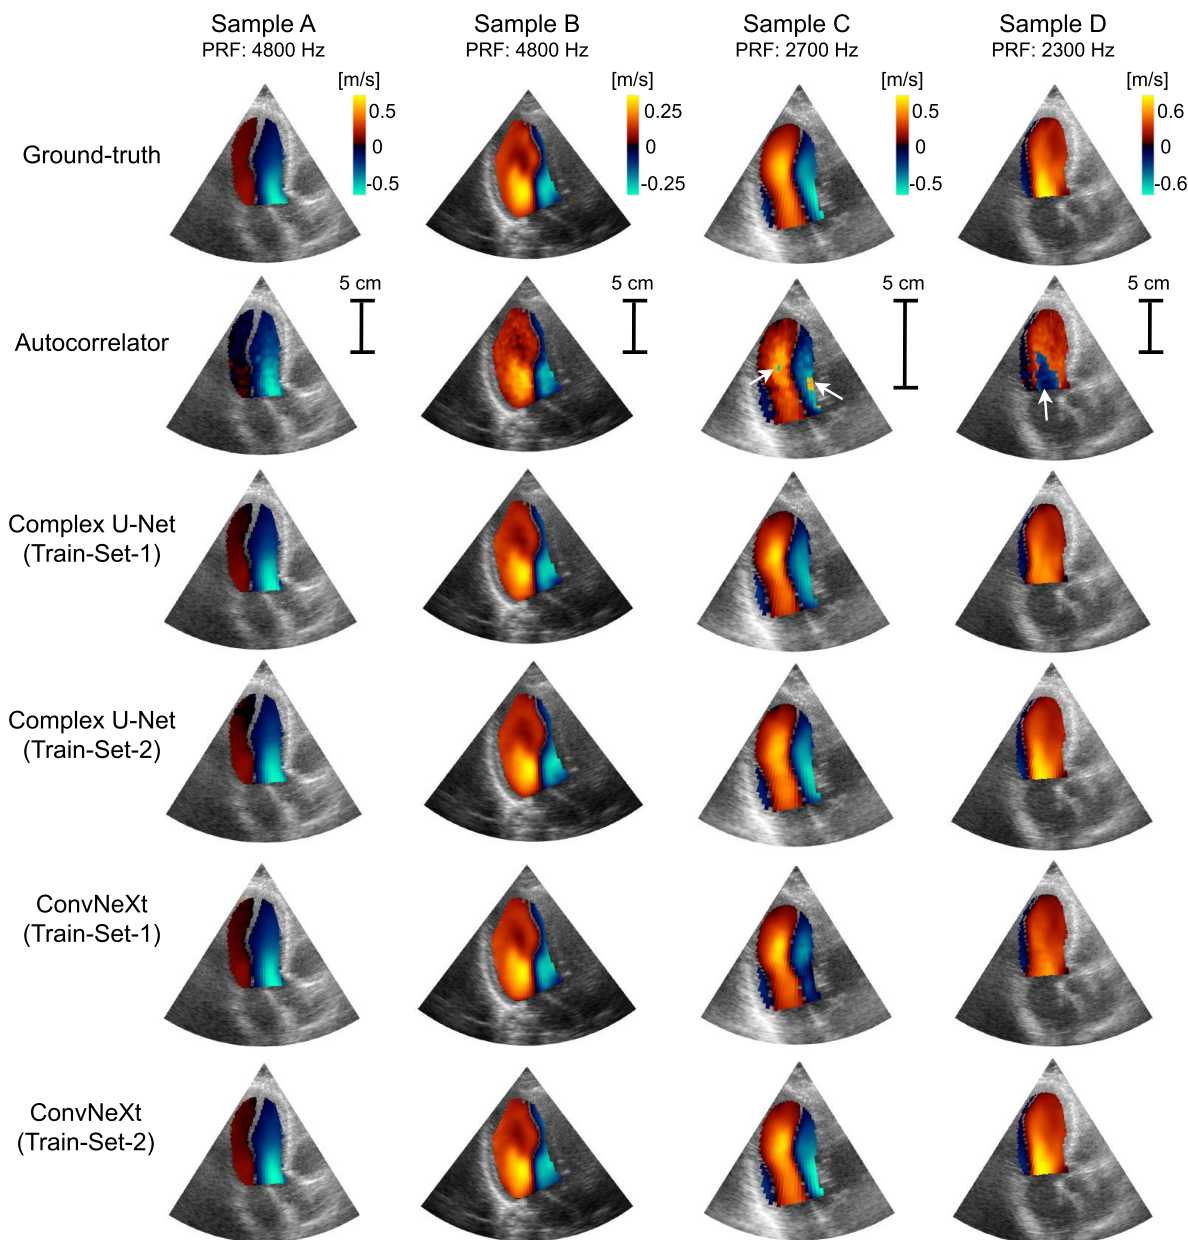 Sample A
PRF: 4800 Hz
Sample B
PRF: 4800 Hz
Sample C
PRF: 2700 Hz
Sample D
PRF: 2300 Hz
Ground-truth
[m/s]
0.5
0
-0.5
[m/s]
0.25
0
-0.25
[m/s]
0.5
0
-0.5
[m/s]
0.6
0
-0.6
Autocorrelator
5 cm
5 cm
5 cm
5 cm
Complex U-Net
(Train-Set-1)
Complex U-Net
(Train-Set-2)
ConvNeXt
(Train-Set-1)
ConvNeXt
(Train-Set-2)